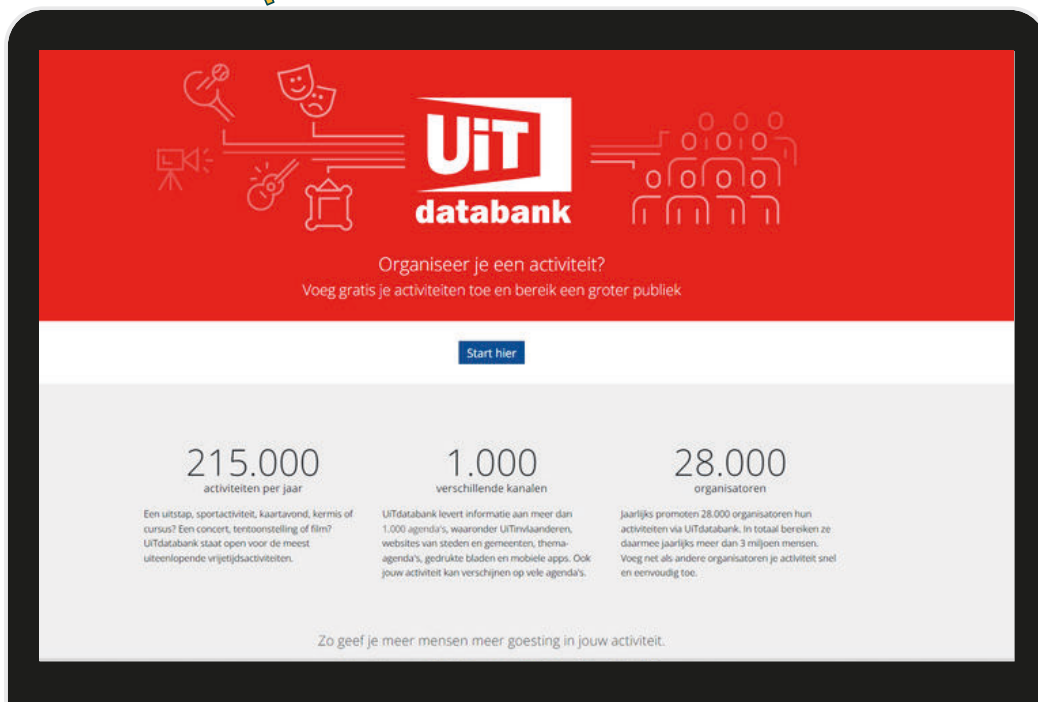 UiT
databank
Organiseer je een activiteit?
Voeg gratis je activiteiten toe en bereik een groter publiek
Start hier
215.000
activiteiten per jaar
Een uitstap, sportactiviteit, kaartavond, kermis of
cursus? Een concert, tentoonstelling of film?
UiTdatabank staat open voor de meest
uiteenlopende vrijetijdsactiviteiten.
1.000
verschillende kanalen
UiTdatabank levert informatie aan meer dan
1.000 agenda's, waaronder UiTinvlaanderen,
websites van steden en gemeenten, thema-
agenda's, gedrukte bladen en mobiele apps. Ook
jouw activiteit kan verschijnen op vele agenda's.
28.000
organisatoren
Jaarlijks promoten 28.000 organisatoren hun
activiteiten via UiTdatabank. In totaal bereiken ze
daarmee jaarlijks meer dan 3 miljoen mensen.
Voeg net als andere organisatoren je activiteit snel
en eenvoudig toe.
Zo geef je meer mensen meer goesting in jouw activiteit.